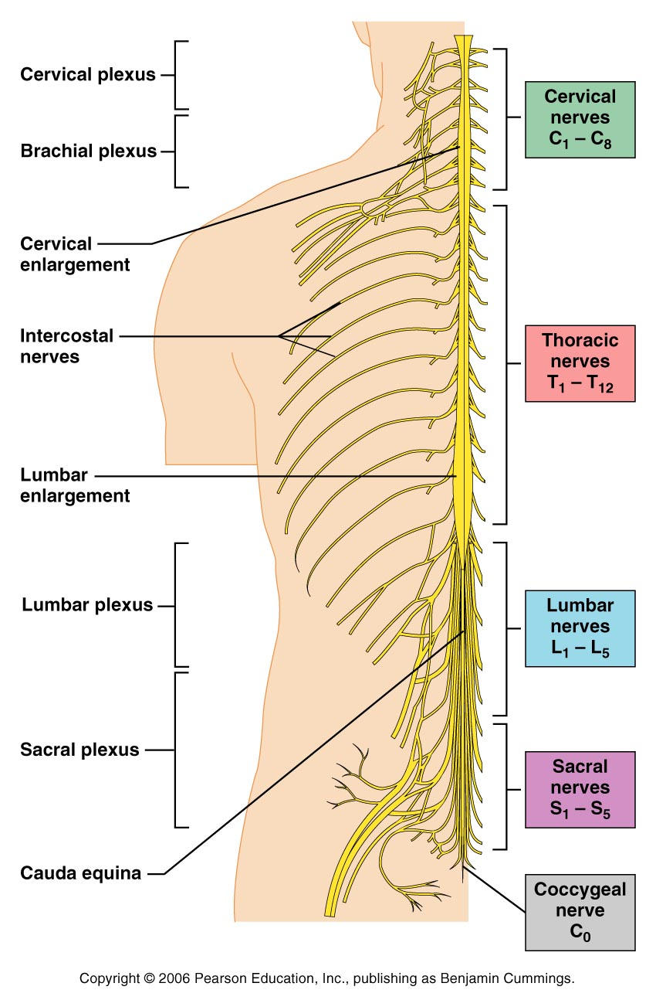 Cervical plexus
Brachial plexus
Cervical
enlargement
Intercostal
nerves
Lumbar
enlargement
Lumbar plexus
Sacral plexus
Cauda equina
Cervical
nerves
C₁ – C₈
Thoracic
nerves
T₁ – T₁₂
Lumbar
nerves
L₁ – L₅
Sacral
nerves
S₁ – S₅
Coccygeal
nerve
C₀
Copyright © 2006 Pearson Education, Inc., publishing as Benjamin Cummings.